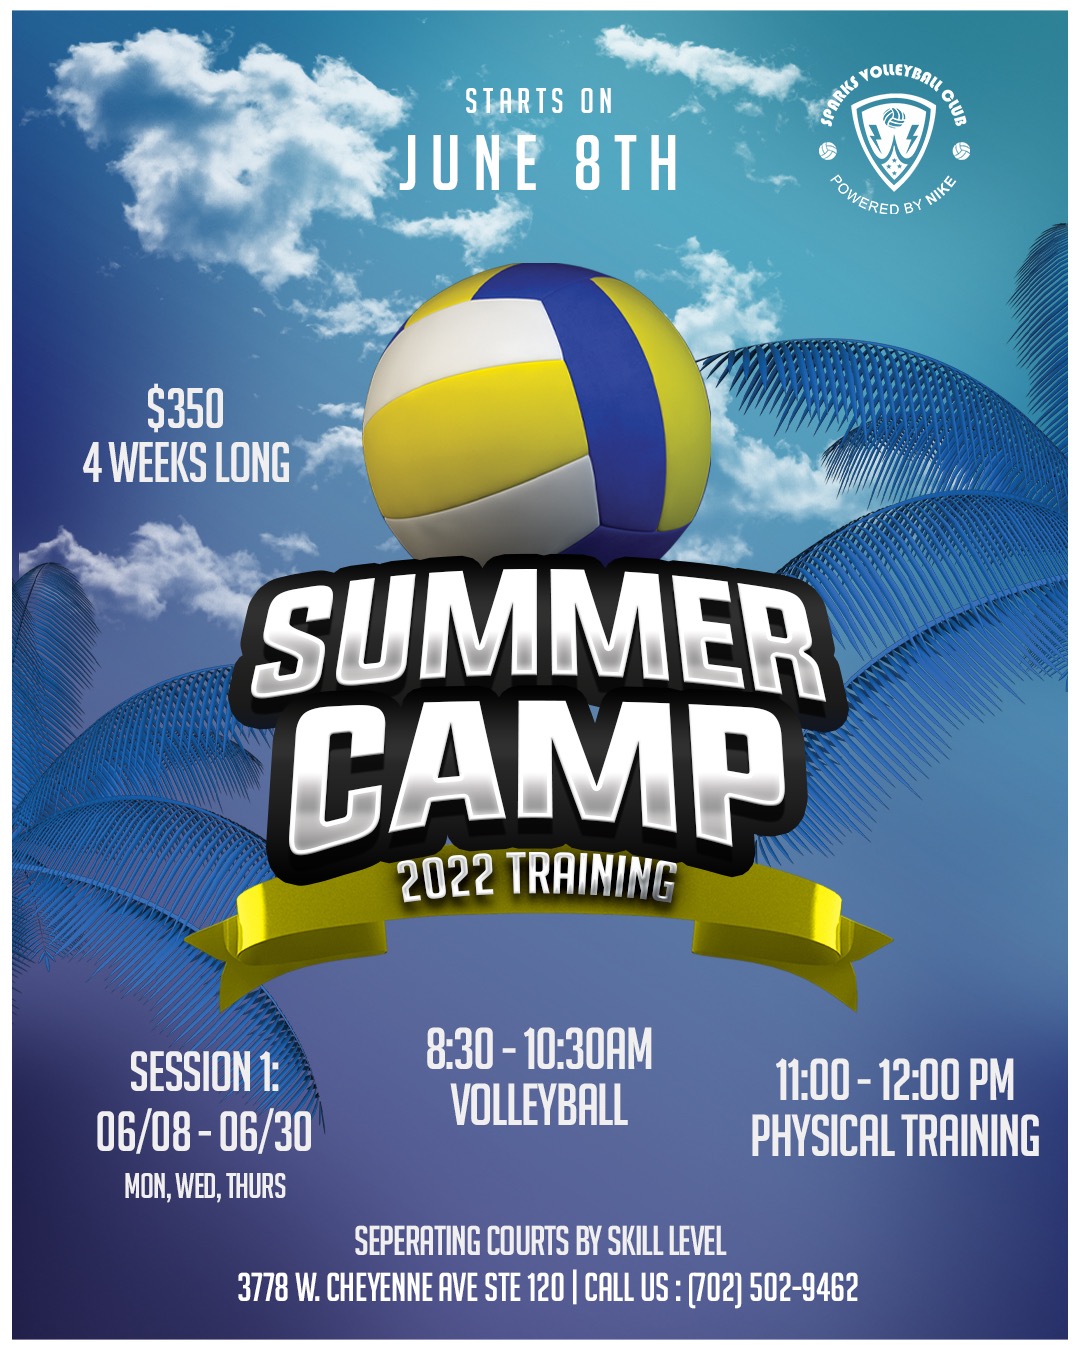 STARTS ON
JUNE 8TH
SPARKS VOLLEYBALL CLUB
POWERED BY NIKE
$350
4 WEEKS LONG
SUMMER
CAMP
2022 TRAINING
SESSION 1:
06/08 - 06/30
MON, WED, THURS
8:30 - 10:30AM
VOLLEYBALL
11:00 - 12:00 PM
PHYSICAL TRAINING
SEPERATING COURTS BY SKILL LEVEL
3778 W. CHEYENNE AVE STE 120 | CALL US : (702) 502-9462